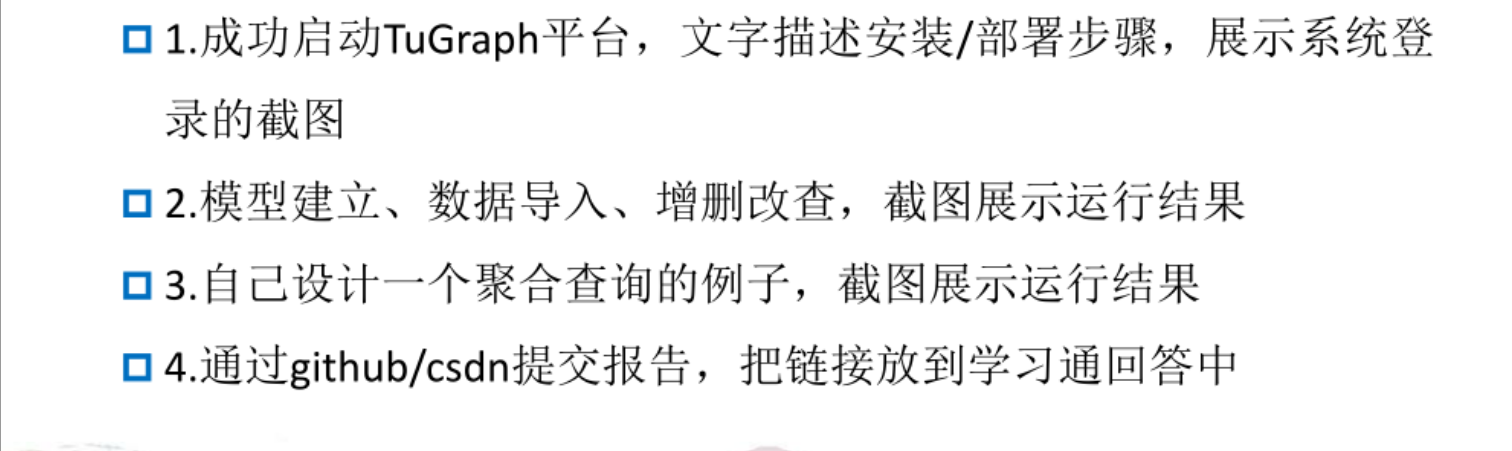 1.成功启动TuGraph平台，文字描述安装/部署步骤，展示系统登
录的截图
2.模型建立、数据导入、增删改查，截图展示运行结果
3.自己设计一个聚合查询的例子，截图展示运行结果
4.通过github/csdn提交报告，把链接放到学习通回答中